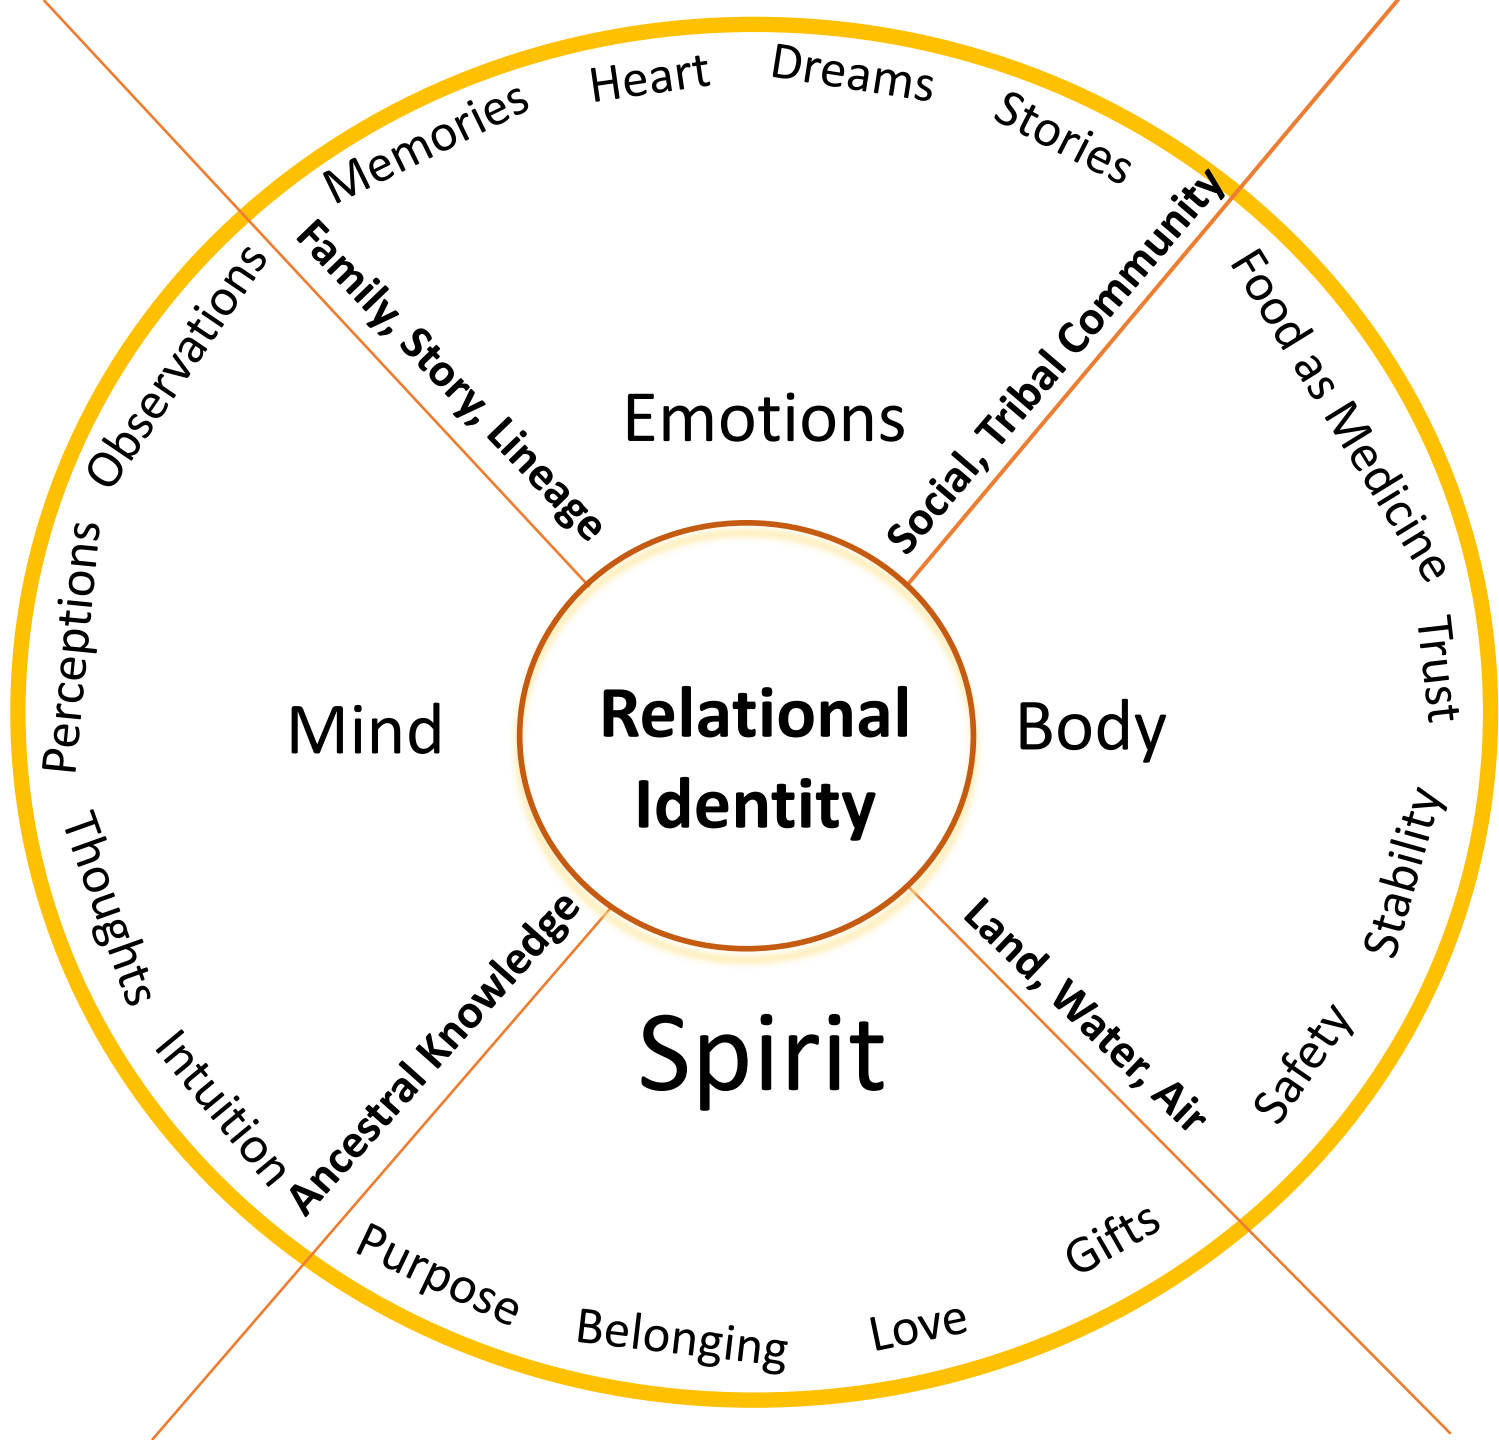 Memories
Heart
Dreams
Stories
Family, Story, Lineage
Social, Tribal Community
Emotions
Observations
Perceptions
Thoughts
Intuition
Mind
Relational
Identity
Body
Food as Medicine
Trust
Stability
Safety
Ancestral Knowledge
Land, Water, Air
Spirit
Purpose
Belonging
Love
Gifts